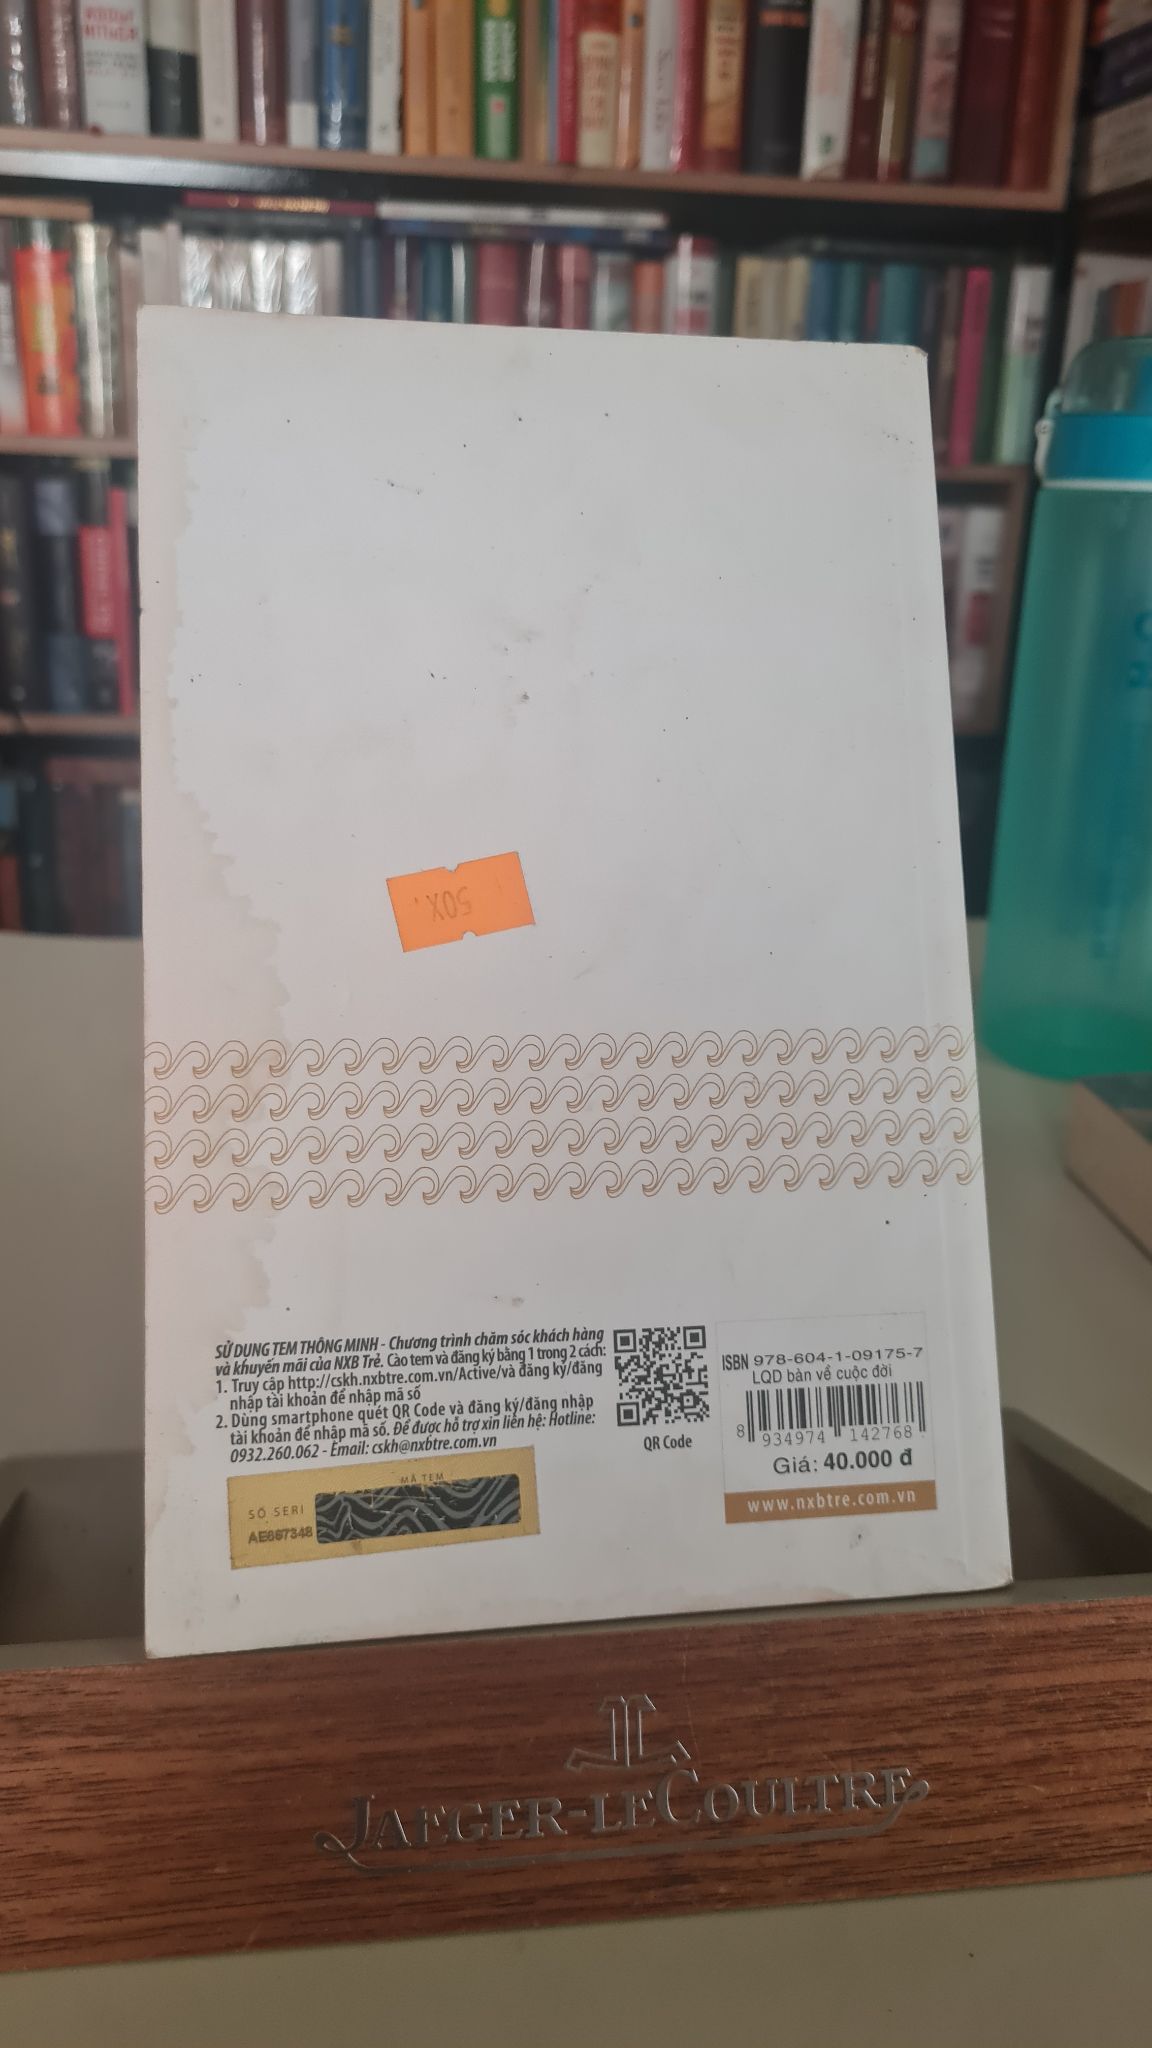 50X.
SỬ DỤNG TEM THÔNG MINH - Chương trình chăm sóc khách hàng
và khuyến mãi của NXB Trẻ. Cào tem và đăng ký bằng 1 trong 2 cách:
1. Truy cập http://cskh.nxbtre.com.vn/Active/và đăng ký/đăng
nhập tài khoản để nhập mã số
2. Dùng smartphone quét QR Code và đăng ký/đăng nhập
tài khoản để nhập mã số. Để được hỗ trợ xin liên hệ: Hotline:
0932.260.062 - Email: cskh@nxbtre.com.vn
QR Code
ISBN 978-604-1-09175-7
LQD bàn về cuộc đời
8 934974 142768
Giá: 40.000 đ
www.nxbtre.com.vn
MÃ TEM
SỐ SERI
AE667348
JAEGER-LECOULTRE